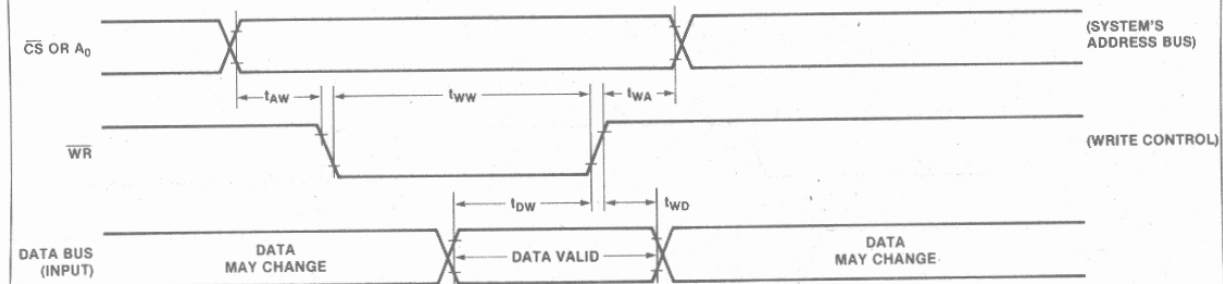 CS OR A0
(SYSTEM'S
ADDRESS BUS)
tAW
tWW
tWA
WR
(WRITE CONTROL)
tDW
tWD
DATA BUS
(INPUT)
DATA
MAY CHANGE
DATA VALID
DATA
MAY CHANGE